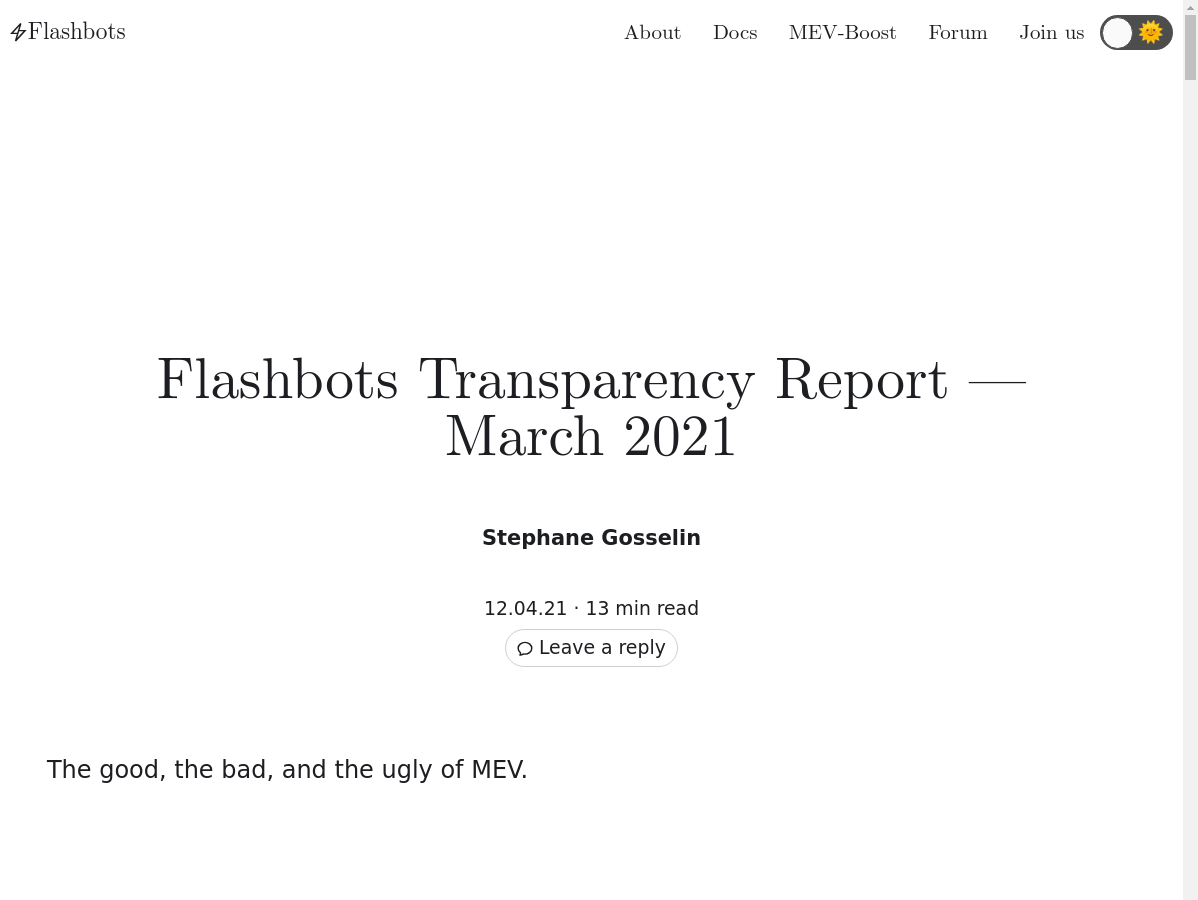 Flashbots
About
Docs
MEV-Boost
Forum
Join us
Flashbots Transparency Report —
March 2021
Stephane Gosselin
12.04.21 · 13 min read
Leave a reply
The good, the bad, and the ugly of MEV.